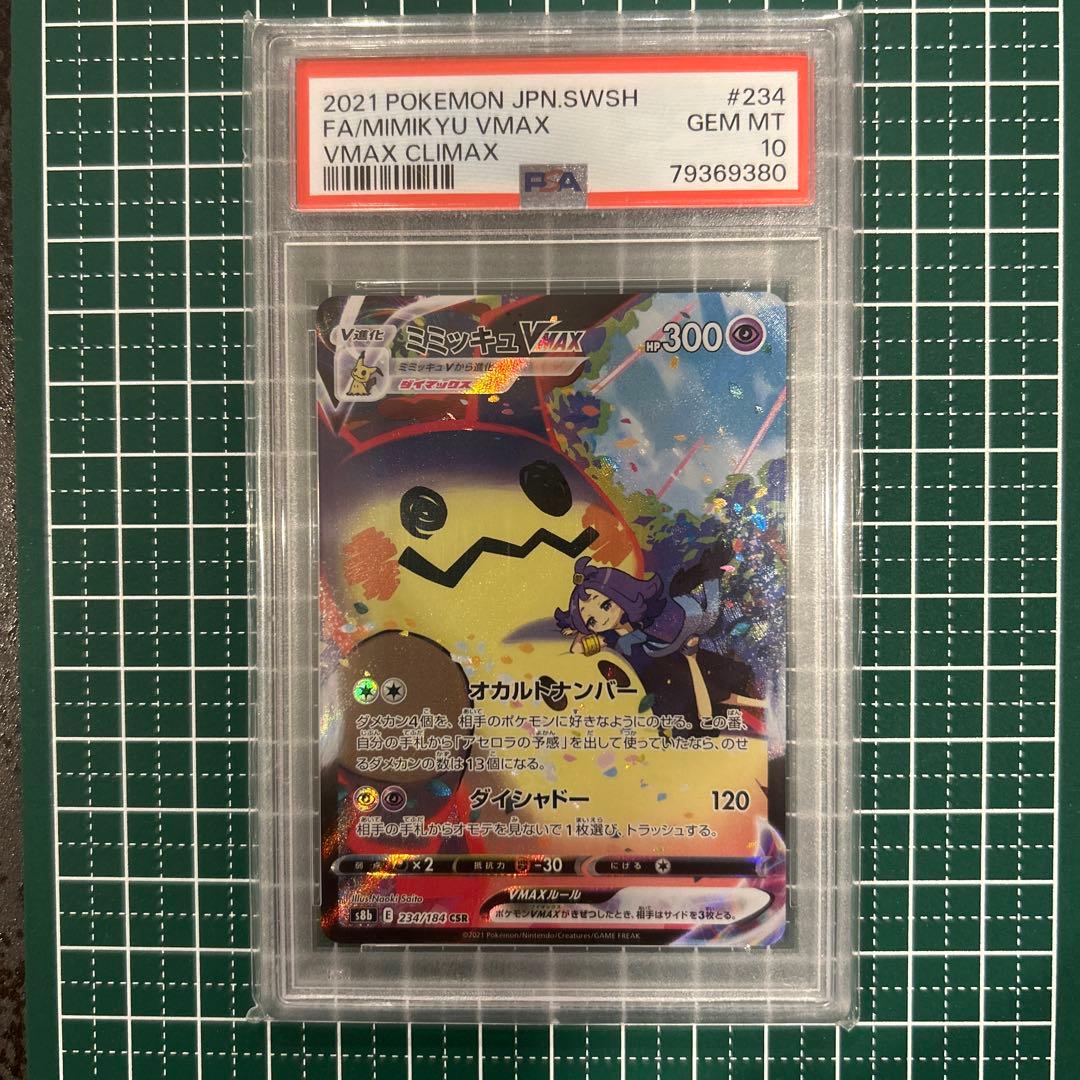 2021 POKEMON JPN.SWSH #234
FA/MIMIKYU VMAX GEM MT
VMAX CLIMAX 10
PSA 79369380
V進化 ミミッキュVMAX HP300
ミミッキュVから進化
ダイマックス
オカルトナンバー
ダメカン4個を、相手のポケモンに好きなようにのせる。この番、
自分の手札から「アセロラの予感」を出して使っていたなら、のせ
るダメカンの数は13個になる。
ダイシャドー 120
相手の手札からオモテを見ないで1枚選び、トラッシュする。
弱点 ×2 抵抗力 -30 にげる
Illus.Naoki Saito
VMAXルール
ポケモンVMAXがきぜつしたとき、相手はサイドを3枚とる。
s8b E 234/184 CSR
©2021 Pokémon/Nintendo/Creatures/GAME FREAK